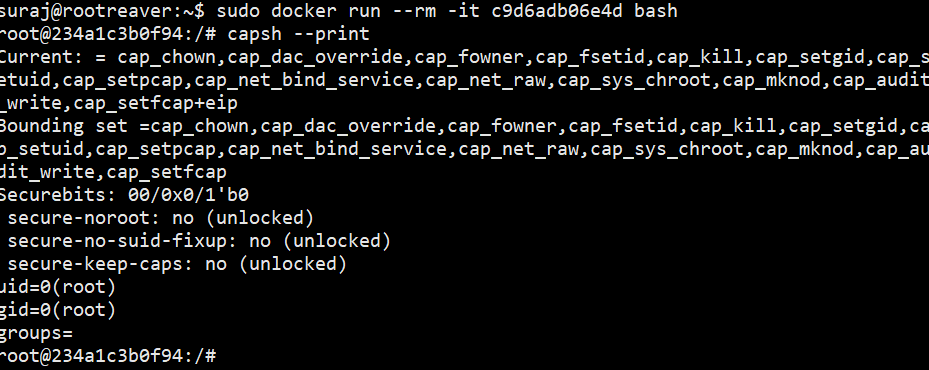 suraj@rootreaver:~$ sudo docker run --rm -it c9d6adb06e4d bash
root@234a1c3b0f94:/# capsh --print
Current: = cap_chown,cap_dac_override,cap_fowner,cap_fsetid,cap_kill,cap_setgid,cap_s
etuid,cap_setpcap,cap_net_bind_service,cap_net_raw,cap_sys_chroot,cap_mknod,cap_audit
_write,cap_setfcap+eip
Bounding set =cap_chown,cap_dac_override,cap_fowner,cap_fsetid,cap_kill,cap_setgid,ca
p_setuid,cap_setpcap,cap_net_bind_service,cap_net_raw,cap_sys_chroot,cap_mknod,cap_au
dit_write,cap_setfcap
Securebits: 00/0x0/1'b0
 secure-noroot: no (unlocked)
 secure-no-suid-fixup: no (unlocked)
 secure-keep-caps: no (unlocked)
uid=0(root)
gid=0(root)
groups=
root@234a1c3b0f94:/#